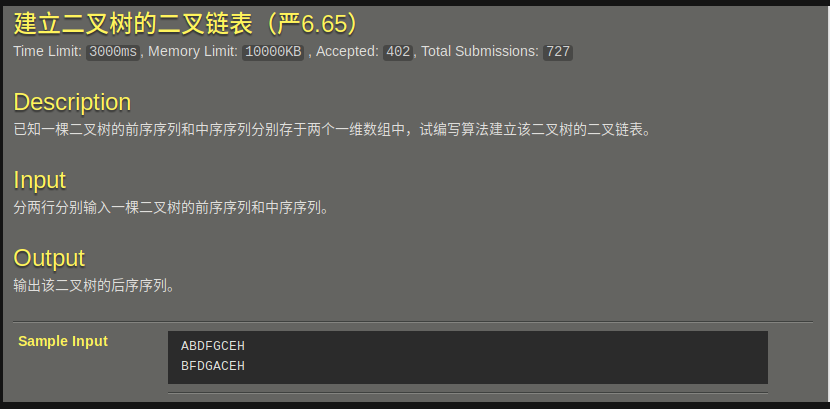 建立二叉树的二叉链表（严6.65）
Time Limit: 3000ms, Memory Limit: 10000KB , Accepted: 402, Total Submissions: 727
Description
已知一棵二叉树的前序序列和中序序列分别存于两个一维数组中，试编写算法建立该二叉树的二叉链表。
Input
分两行分别输入一棵二叉树的前序序列和中序序列。
Output
输出该二叉树的后序序列。
Sample Input
ABDFGCEH
BFDGACEH